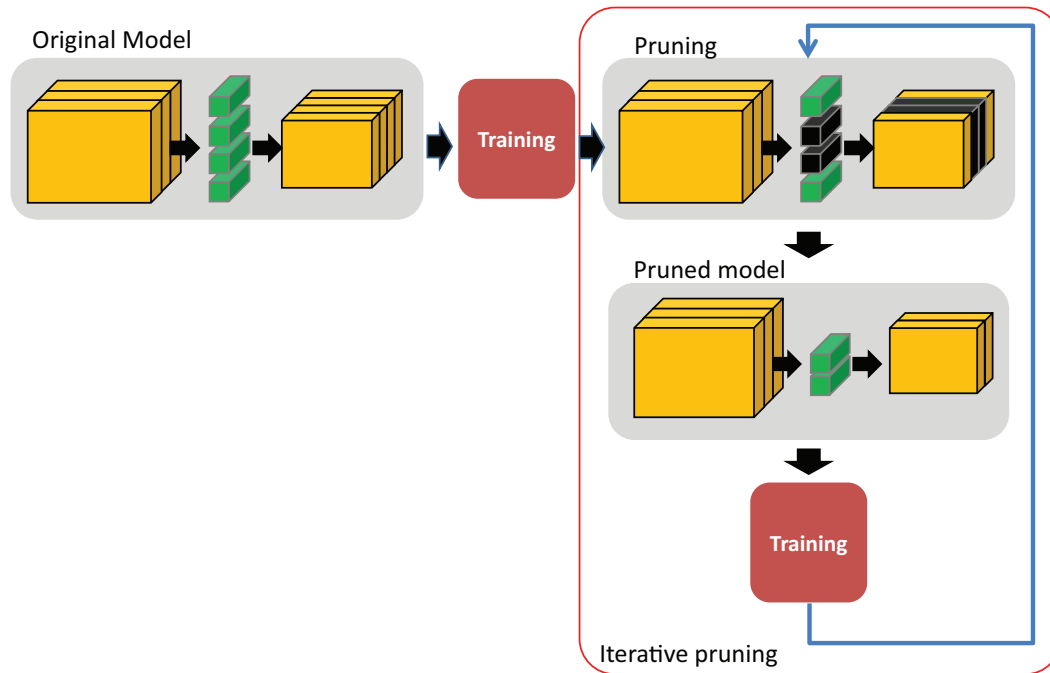 Original Model
Pruning
Training
Pruned model
Training
Iterative pruning